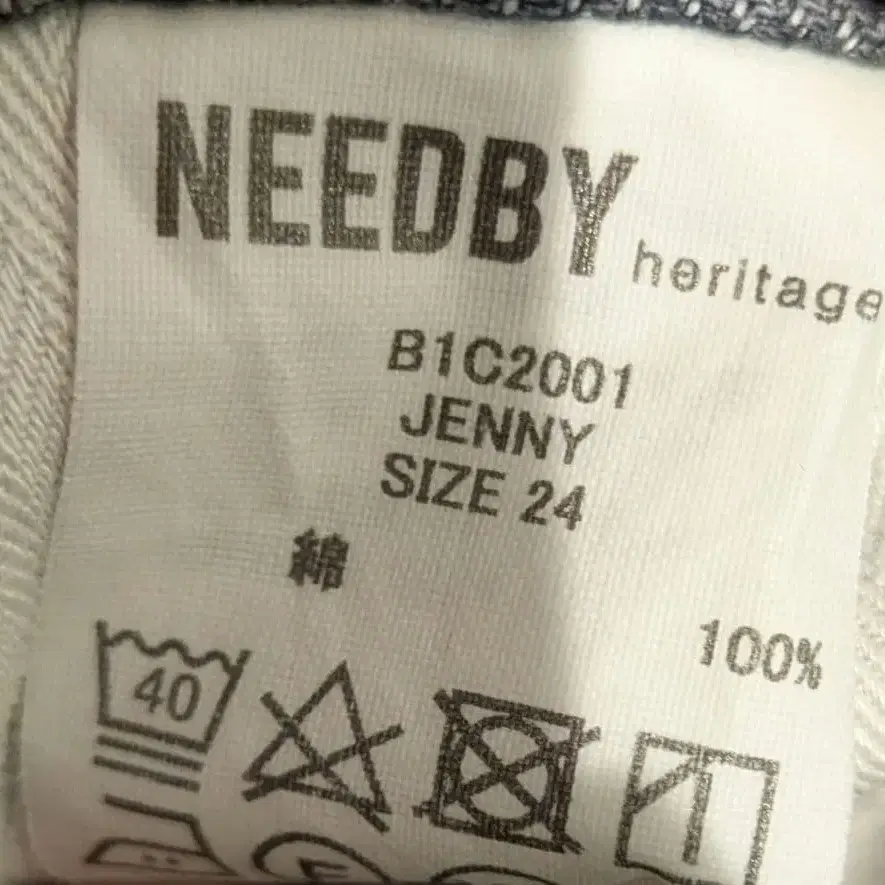 NEEDBY heritage
B1C2001
JENNY
SIZE 24
綿 100%
40